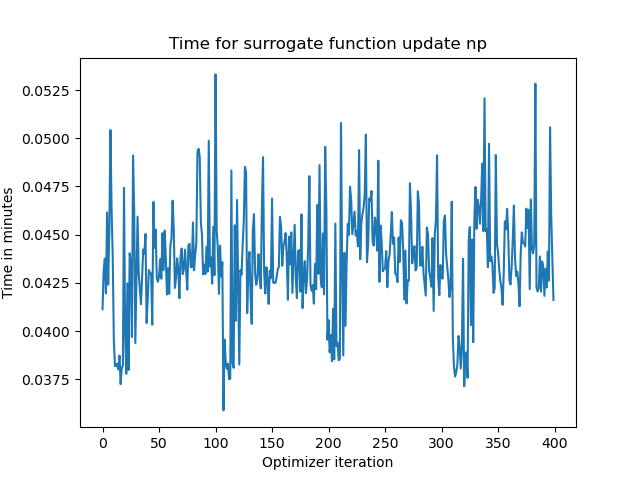 Time for surrogate function update np
0.0525
0.0500
0.0475
0.0450
0.0425
0.0400
0.0375
Time in minutes
0 50 100 150 200 250 300 350 400
Optimizer iteration